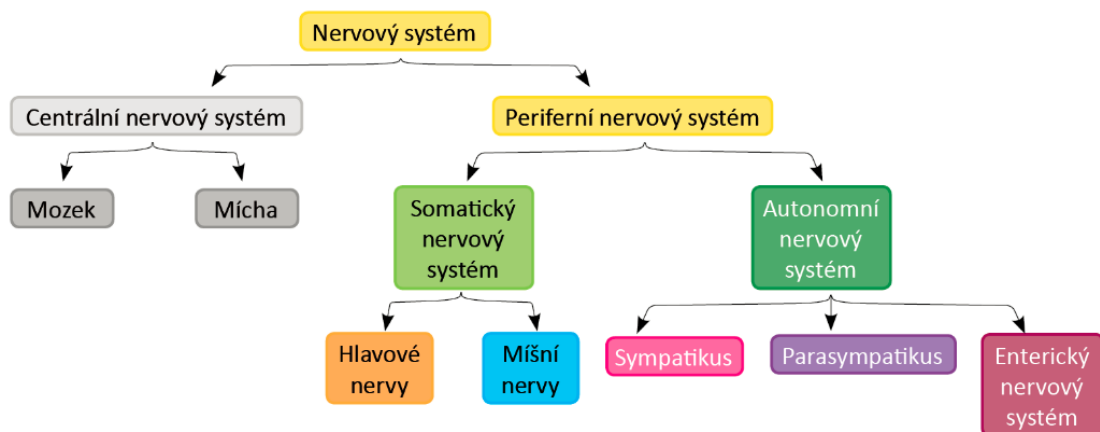 Nervový systém
Centrální nervový systém
Periferní nervový systém
Mozek
Mícha
Somatický
nervový
systém
Autonomní
nervový
systém
Hlavové
nervy
Míšní
nervy
Sympatikus
Parasympatikus
Enterický
nervový
systém